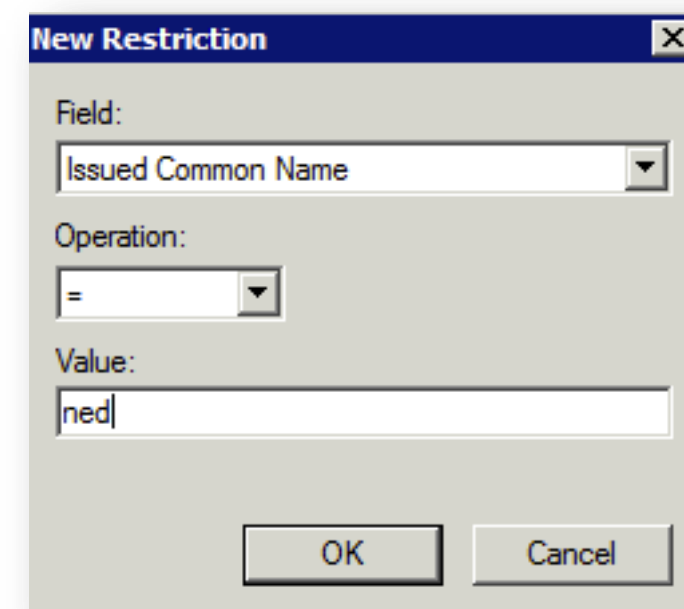 New Restriction
Field:
Issued Common Name
Operation:
=
Value:
ned
OK Cancel